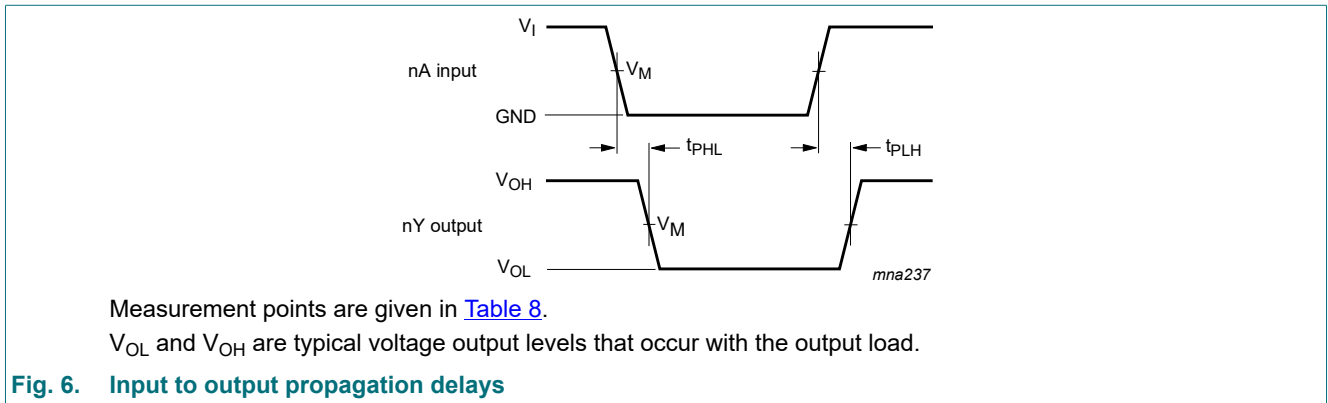 VI
nA input
VM
GND
tPHL
tPLH
VOH
nY output
VM
VOL
mna237
Measurement points are given in Table 8.
VOL and VOH are typical voltage output levels that occur with the output load.
Fig. 6. Input to output propagation delays